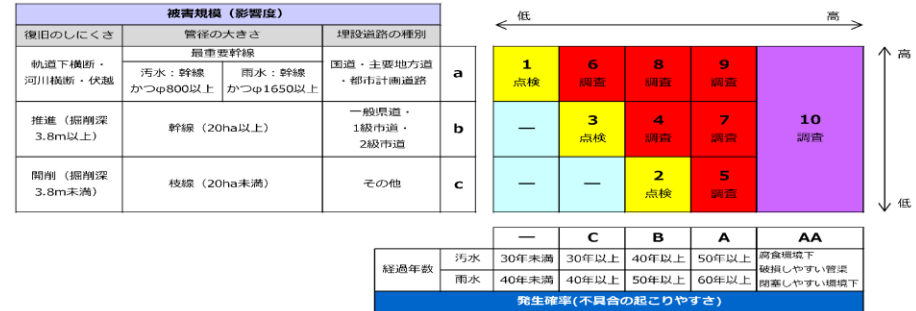 被害規模（影響度）
低 高
復旧のしにくさ 管径の大きさ 埋設道路の種別
軌道下横断・
河川横断・伏越
最重要幹線
汚水：幹線
かつφ800以上
雨水：幹線
かつφ1650以上
国道・主要地方道
・都市計画道路
a
1 6 8 9
点検 調査 調査 調査
高
推進（掘削深
3.8m以上）
幹線（20ha以上）
一般県道・
1級市道・
2級市道
b
― 3 4 7 10
点検 調査 調査 調査
開削（掘削深
3.8m未満）
枝線（20ha未満）
その他
c
― ― 2 5
点検 調査
低
― C B A AA
経過年数
汚水 30年未満 30年以上 40年以上 50年以上
雨水 40年未満 40年以上 50年以上 60年以上
腐食環境下
破損しやすい管渠
閉塞しやすい環境下
発生確率(不具合の起こりやすさ)